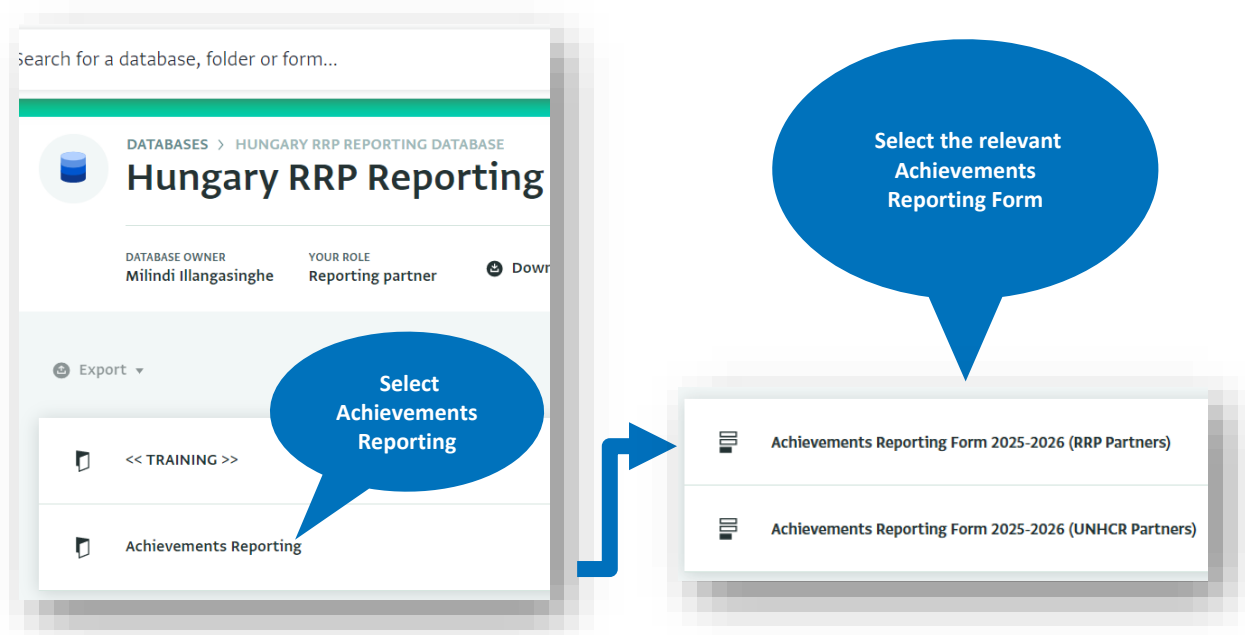 Search for a database, folder or form...
DATABASES > HUNGARY RRP REPORTING DATABASE
Hungary RRP Reporting
DATABASE OWNER
Milindi Illangasinghe
YOUR ROLE
Reporting partner
Export
Select
Achievements
Reporting
<< TRAINING >>
Achievements Reporting
Select the relevant
Achievements
Reporting Form
Achievements Reporting Form 2025-2026 (RRP Partners)
Achievements Reporting Form 2025-2026 (UNHCR Partners)